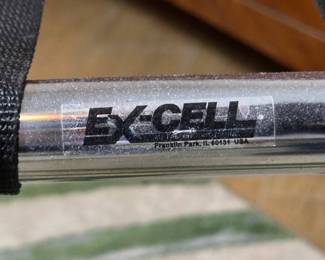 EX-CELL
Franklin Park, IL 60131 USA